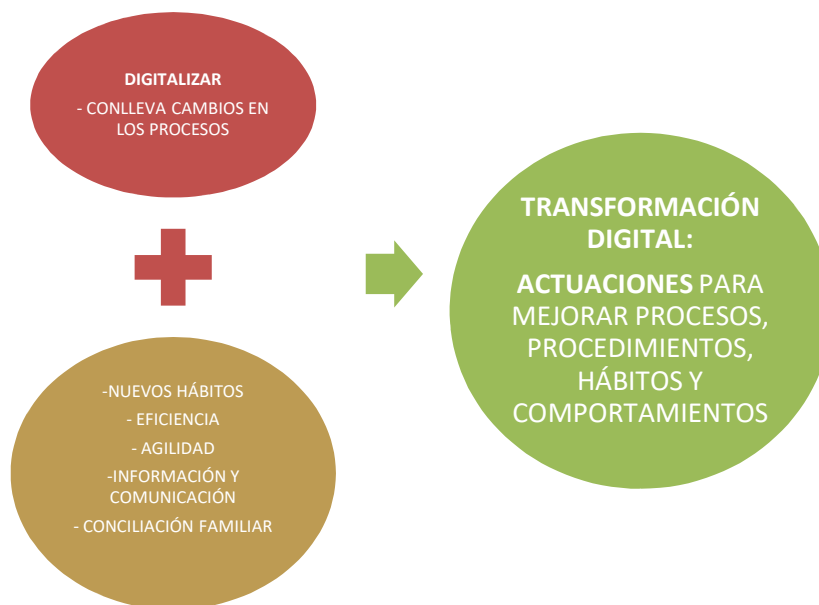 DIGITALIZAR
- CONLLEVA CAMBIOS EN
LOS PROCESOS
-NUEVOS HÁBITOS
- EFICIENCIA
- AGILIDAD
-INFORMACIÓN Y
COMUNICACIÓN
- CONCILIACIÓN FAMILIAR
TRANSFORMACIÓN
DIGITAL:
ACTUACIONES PARA
MEJORAR PROCESOS,
PROCEDIMIENTOS,
HÁBITOS Y
COMPORTAMIENTOS